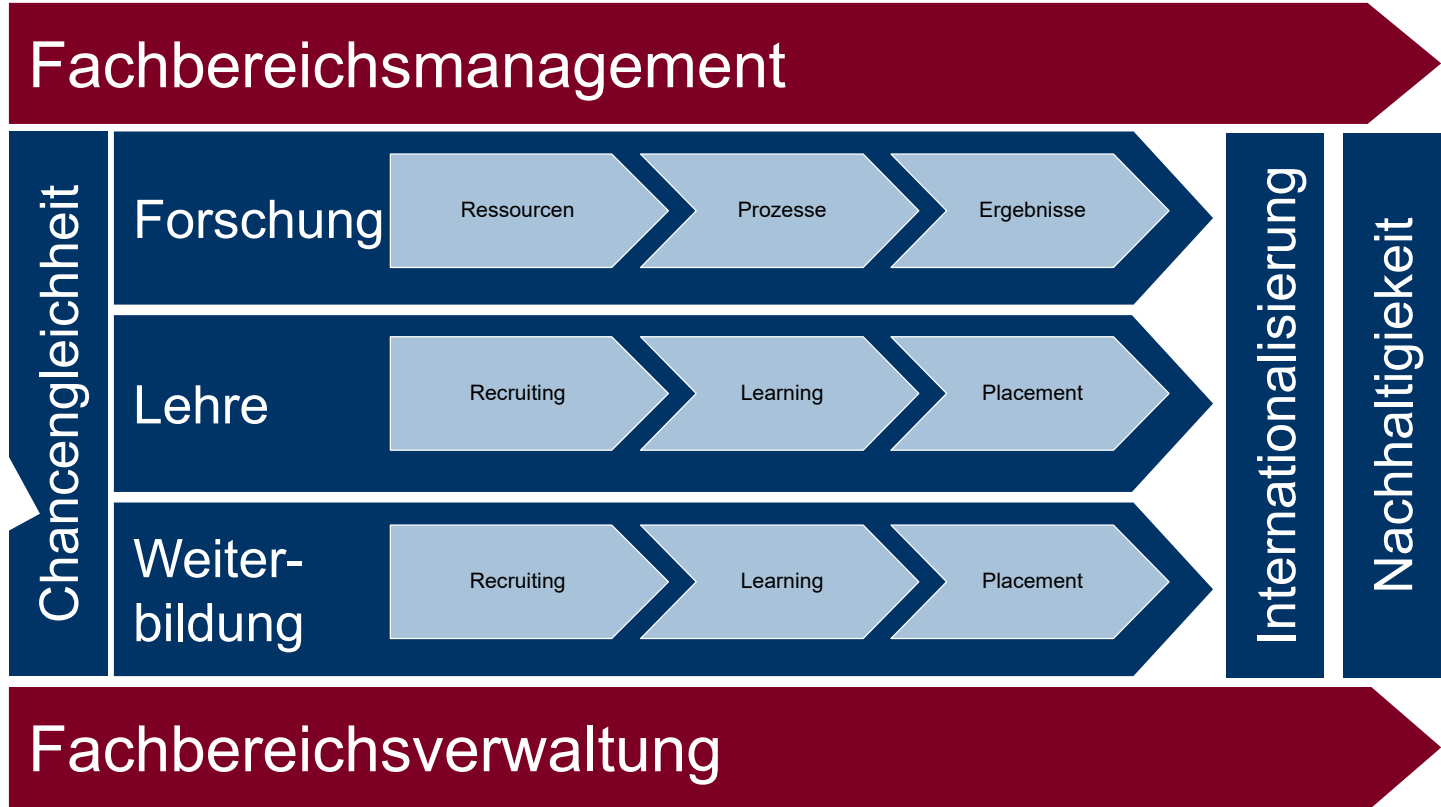 Fachbereichsmanagement
Chancengleichheit
Forschung
Ressourcen
Prozesse
Ergebnisse
Lehre
Recruiting
Learning
Placement
Weiter-
bildung
Recruiting
Learning
Placement
Internationalisierung
Nachhaltigiekeit
Fachbereichsverwaltung